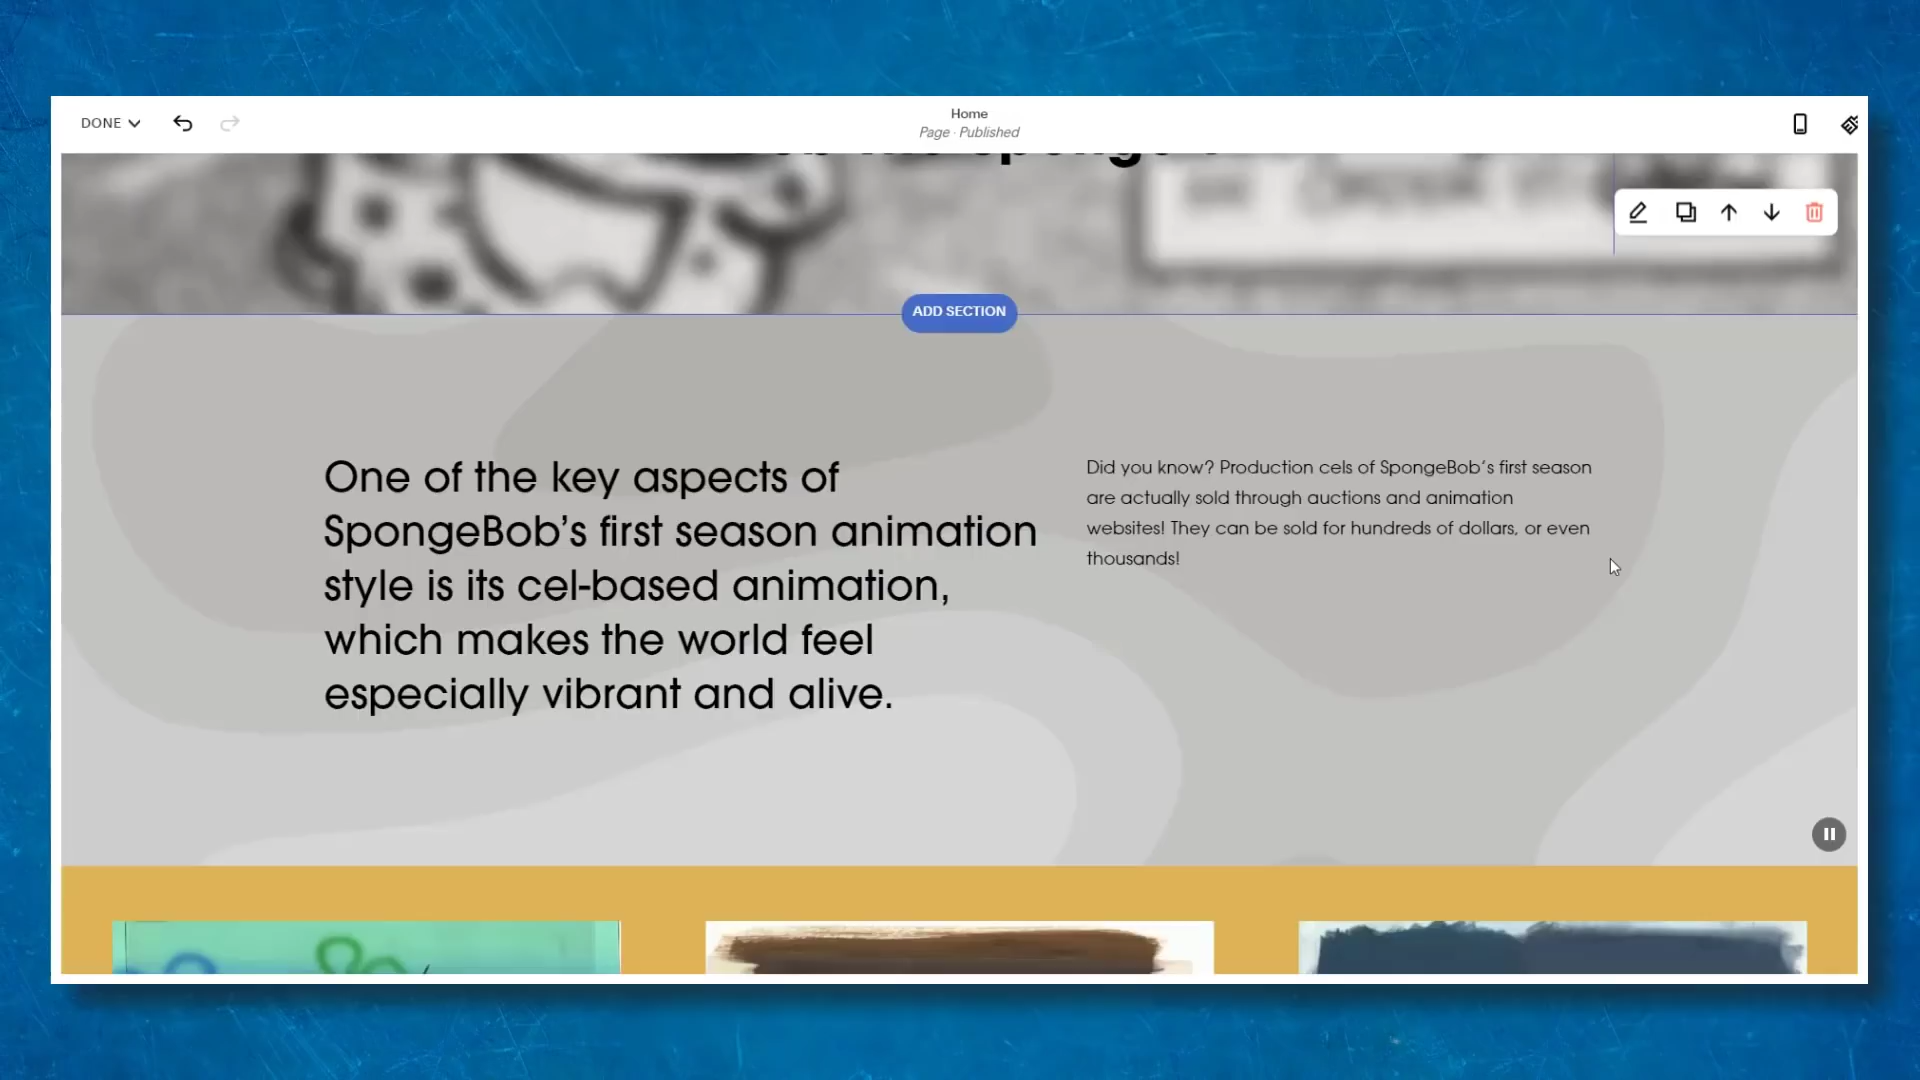 DONE
Home
Page · Published
ADD SECTION
One of the key aspects of
SpongeBob’s first season animation
style is its cel-based animation,
which makes the world feel
especially vibrant and alive.
Did you know? Production cels of SpongeBob’s first season
are actually sold through auctions and animation
websites! They can be sold for hundreds of dollars, or even
thousands!